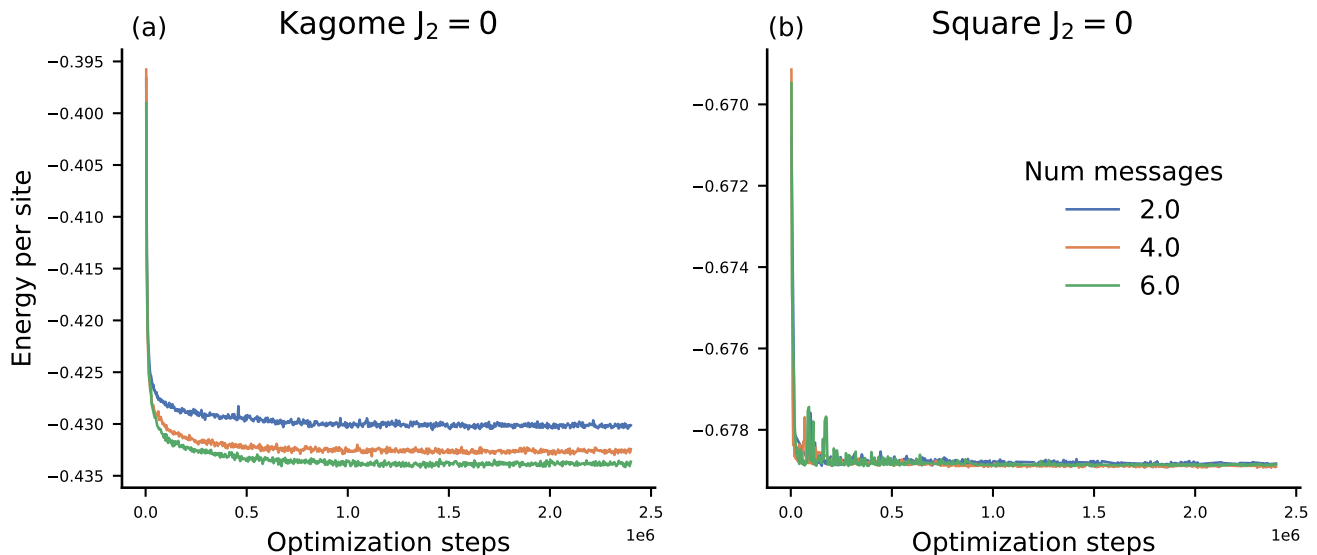 (a) Kagome J₂ = 0
Energy per site
−0.395
−0.400
−0.405
−0.410
−0.415
−0.420
−0.425
−0.430
−0.435
0.0 0.5 1.0 1.5 2.0 2.5
1e6
Optimization steps
(b) Square J₂ = 0
−0.670
−0.672
−0.674
−0.676
−0.678
Num messages
2.0
4.0
6.0
0.0 0.5 1.0 1.5 2.0 2.5
1e6
Optimization steps